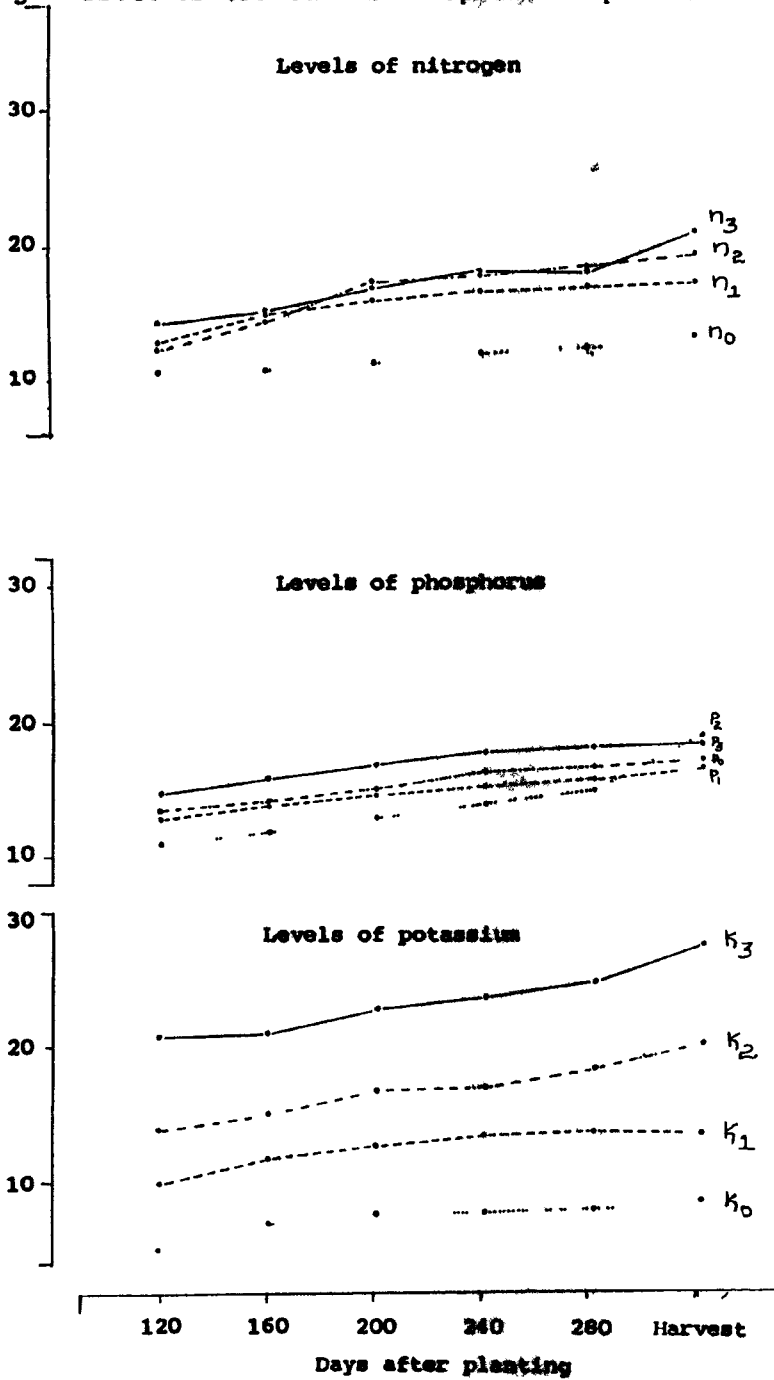 Levels of nitrogen
30
20
10
n3
n2
n1
n0
Levels of phosphorus
30
20
10
P2
P3
P0
P1
Levels of potassium
30
20
10
K3
K2
K1
K0
120 160 200 240 280 Harvest
Days after planting